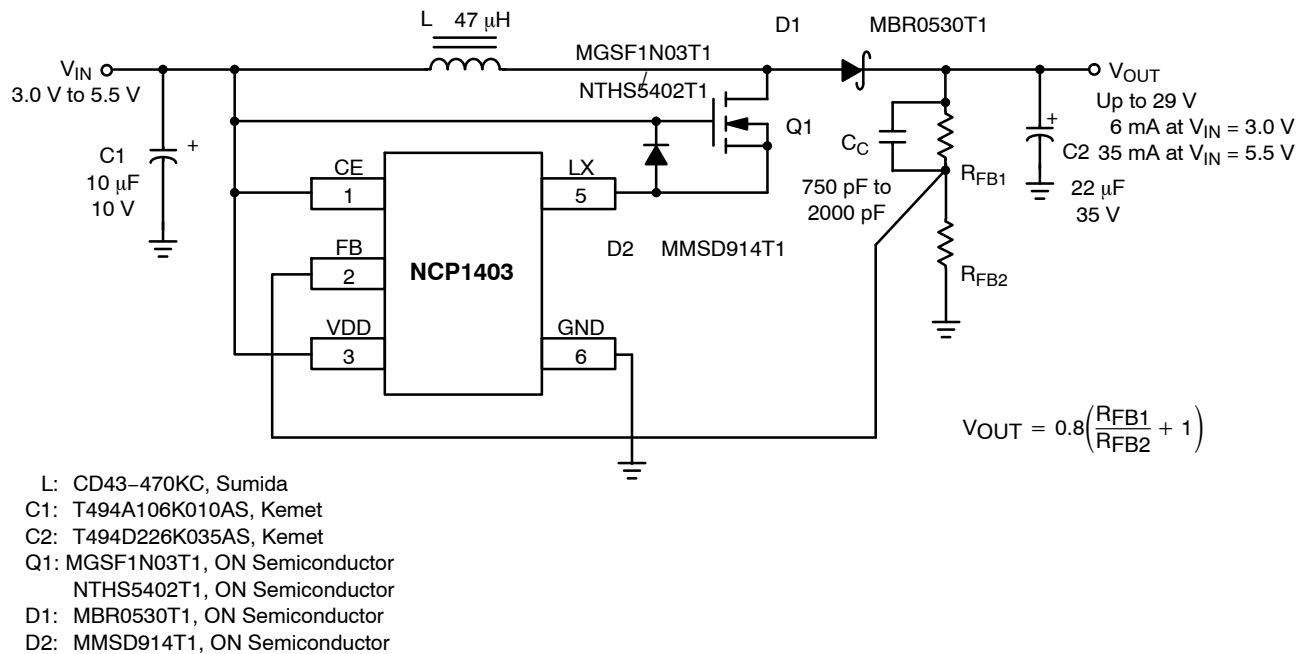 L 47 μH
D1 MBR0530T1
MGSF1N03T1
NTHS5402T1
Q1
VIN
3.0 V to 5.5 V
VOUT
Up to 29 V
6 mA at VIN = 3.0 V
35 mA at VIN = 5.5 V
C1
10 μF
10 V
+
CE
1
FB
2
VDD
3
NCP1403
LX
5
GND
6
D2 MMSD914T1
CC
750 pF to
2000 pF
RFB1
RFB2
+
C2
22 μF
35 V
VOUT = 0.8(RFB1/RFB2 + 1)
L: CD43−470KC, Sumida
C1: T494A106K010AS, Kemet
C2: T494D226K035AS, Kemet
Q1: MGSF1N03T1, ON Semiconductor
NTHS5402T1, ON Semiconductor
D1: MBR0530T1, ON Semiconductor
D2: MMSD914T1, ON Semiconductor